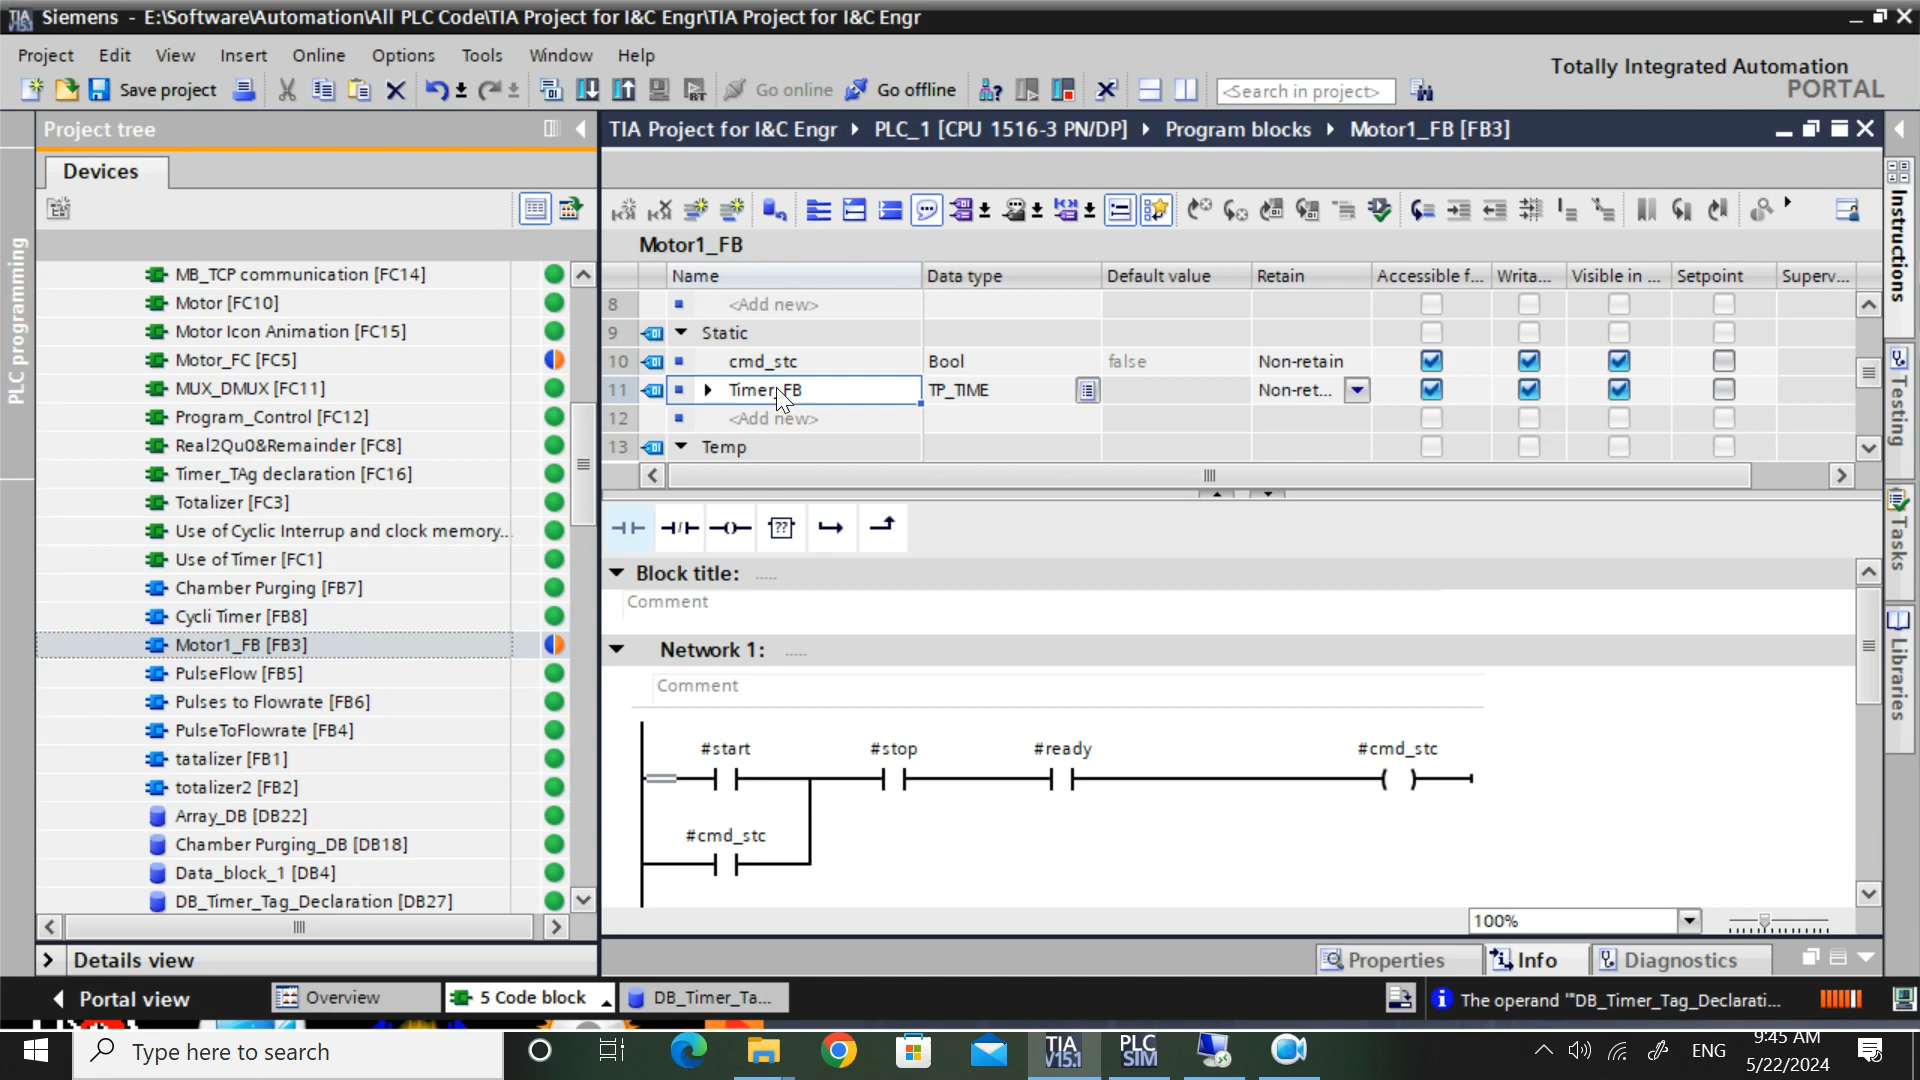 Siemens - E:\Software\Automation\All PLC Code\TIA Project for I&C Engr\TIA Project for I&C Engr
Project Edit View Insert Online Options Tools Window Help
Totally Integrated Automation
PORTAL
Save project
Go online
Go offline
<Search in project>
Project tree
TIA Project for I&C Engr
PLC_1 [CPU 1516-3 PN/DP]
Program blocks
Motor1_FB [FB3]
Devices
PLC programming
MB_TCP communication [FC14]
Motor [FC10]
Motor Icon Animation [FC15]
Motor_FC [FC5]
MUX_DMUX [FC11]
Program_Control [FC12]
Real2Qu0&Remainder [FC8]
Timer_TAg declaration [FC16]
Totalizer [FC3]
Use of Cyclic Interrup and clock memory...
Use of Timer [FC1]
Chamber Purging [FB7]
Cycli Timer [FB8]
Motor1_FB [FB3]
PulseFlow [FB5]
Pulses to Flowrate [FB6]
PulseToFlowrate [FB4]
tatalizer [FB1]
totalizer2 [FB2]
Array_DB [DB22]
Chamber Purging_DB [DB18]
Data_block_1 [DB4]
DB_Timer_Tag_Declaration [DB27]
Details view
Motor1_FB
Name Data type Default value Retain Accessible f... Writa... Visible in ... Setpoint Superv...
8 <Add new>
9 Static
10 cmd_stc Bool false Non-retain
11 Timer_FB TP_TIME Non-ret...
12 <Add new>
13 Temp
??
Block title: .....
Comment
Network 1: .....
Comment
#start #stop #ready #cmd_stc
#cmd_stc
100%
Properties Info Diagnostics
Instructions
Testing
Tasks
Libraries
Portal view
Overview
5 Code block
DB_Timer_Ta...
The operand '"DB_Timer_Tag_Declarati...
Type here to search
TIA
V15.1
PLC
SIM
ENG
9:45 AM
5/22/2024